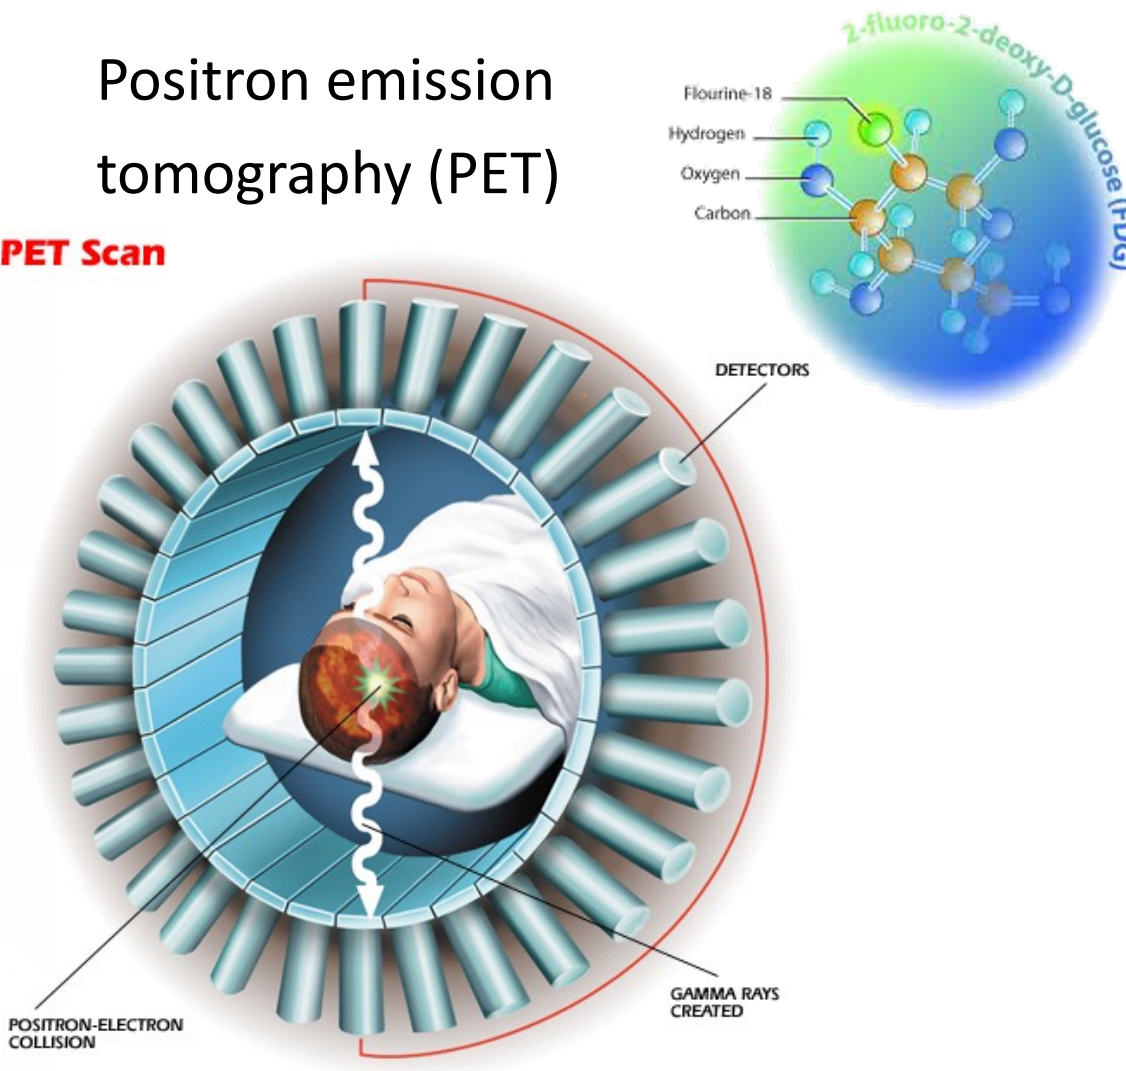 Positron emission
tomography (PET)
2-fluoro-2-deoxy-D-glucose (FDG)
Flourine-18
Hydrogen
Oxygen
Carbon
PET Scan
DETECTORS
GAMMA RAYS
CREATED
POSITRON-ELECTRON
COLLISION